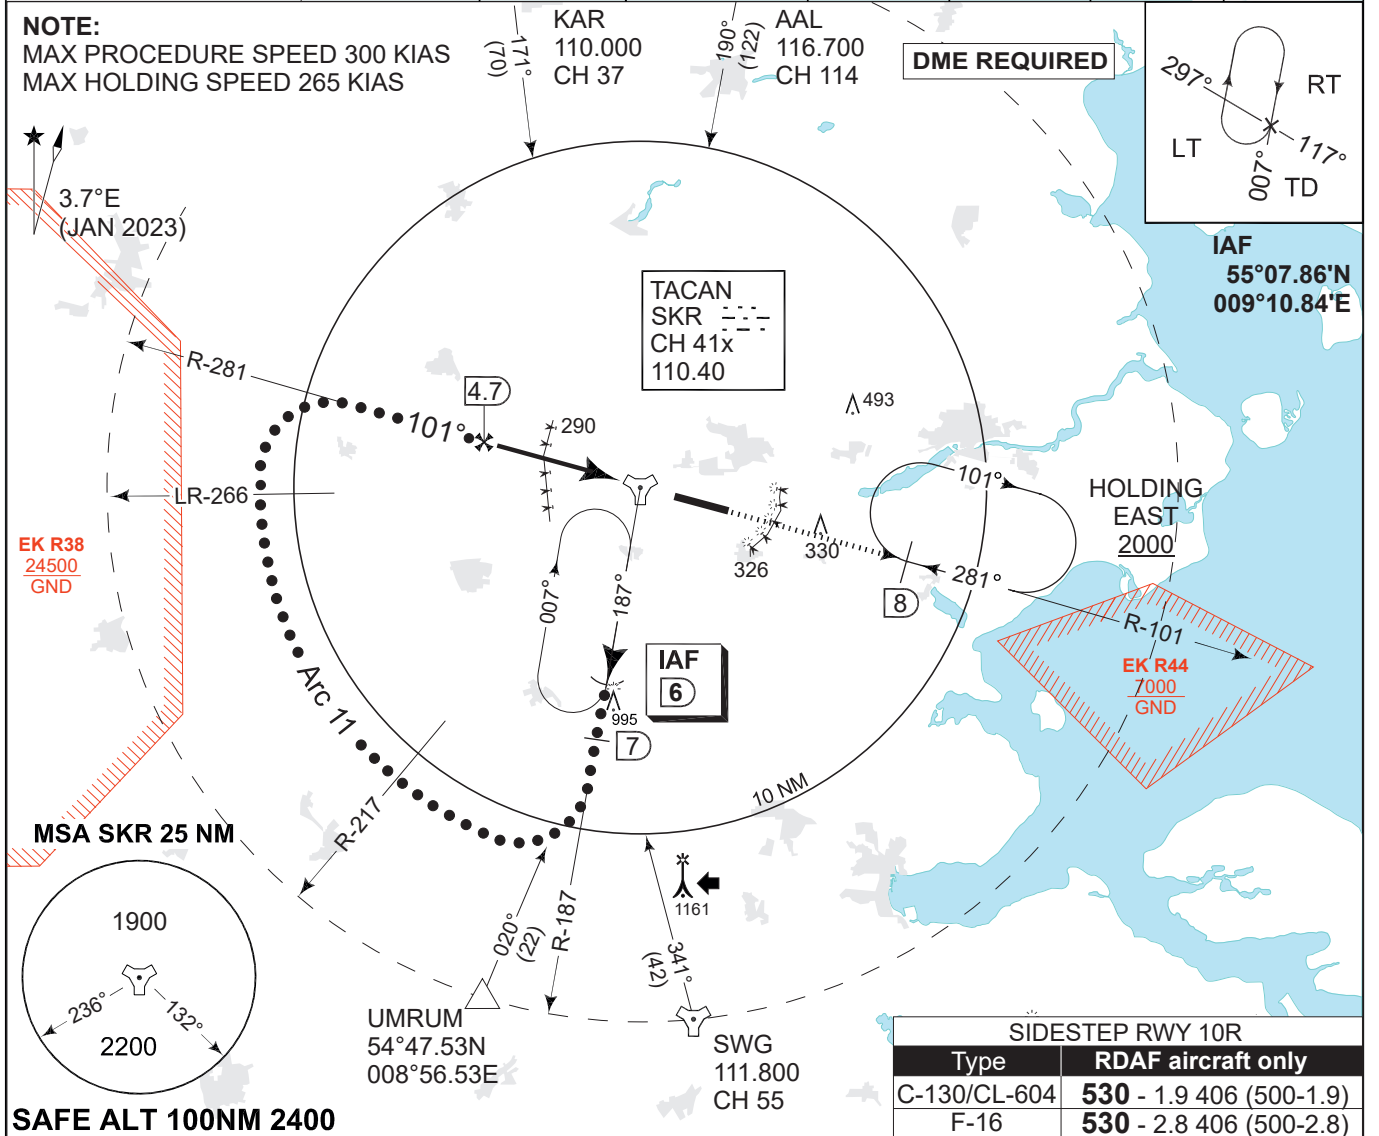 NOTE:
MAX PROCEDURE SPEED 300 KIAS
MAX HOLDING SPEED 265 KIAS
171°
(70)
KAR
110.000
CH 37
190°
(122)
AAL
116.700
CH 114
DME REQUIRED
297°
RT
LT
117°
007°
TD
IAF
55°07.86'N
009°10.84'E
3.7°E
(JAN 2023)
TACAN
SKR
CH 41x
110.40
R-281
4.7
101°
290
493
LR-266
101°
HOLDING
EAST
2000
330
326
281°
8
R-101
EK R38
24500
GND
EK R44
7000
GND
007°
187°
IAF
6
995
7
Arc 11
10 NM
R-217
MSA SKR 25 NM
1900
236°
132°
2200
SAFE ALT 100NM 2400
1161
020°
(22)
R-187
341°
(42)
UMRUM
54°47.53N
008°56.53E
SWG
111.800
CH 55
SIDESTEP RWY 10R
Type RDAF aircraft only
C-130/CL-604 530 - 1.9 406 (500-1.9)
F-16 530 - 2.8 406 (500-2.8)